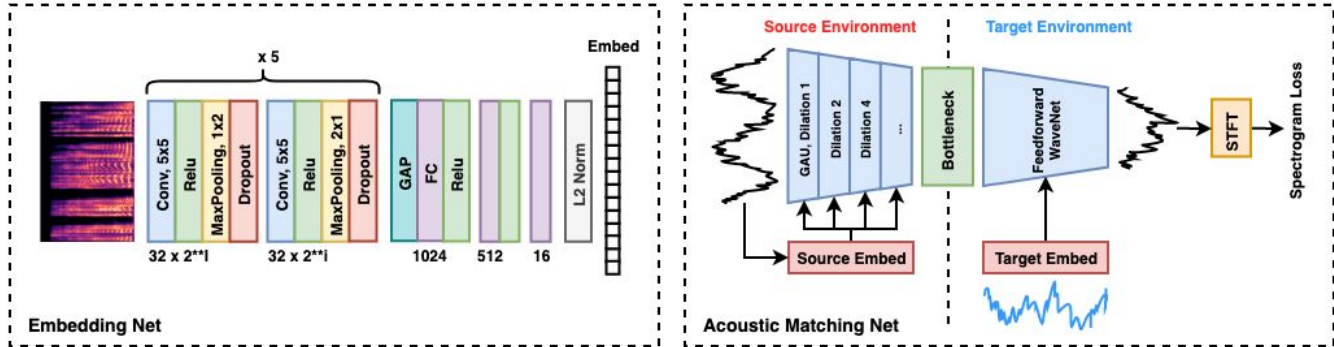 x 5
Conv, 5x5
Relu
MaxPooling, 1x2
Dropout
Conv, 5x5
Relu
MaxPooling, 2x1
Dropout
GAP
FC
Relu
L2 Norm
Embed
32 x 2**l
32 x 2**i
1024
512
16
Embedding Net
Source Environment
Target Environment
GAU, Dilation 1
Dilation 2
Dilation 4
...
Bottleneck
Feedforward
WaveNet
STFT
Spectrogram Loss
Source Embed
Target Embed
Acoustic Matching Net